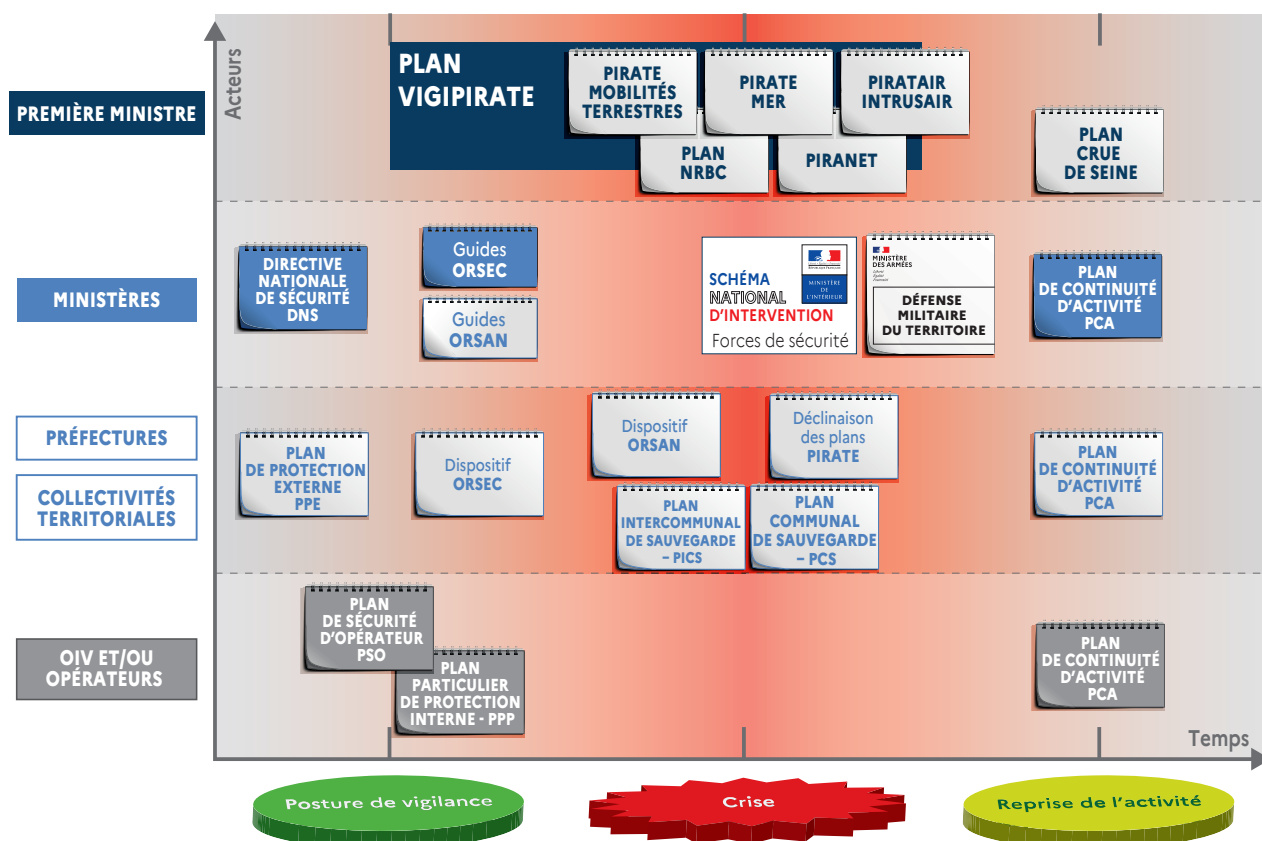 Acteurs
PREMIÈRE MINISTRE
PLAN
VIGIPIRATE
PIRATE
MOBILITÉS
TERRESTRES
PIRATE
MER
PIRATAIR
INTRUSAIR
PLAN
NRBC
PIRANET
PLAN
CRUE
DE SEINE
MINISTÈRES
DIRECTIVE
NATIONALE
DE SÉCURITÉ
DNS
Guides
ORSEC
Guides
ORSAN
SCHÉMA
NATIONAL
D'INTERVENTION
Forces de sécurité
MINISTÈRE
DE
L'INTÉRIEUR
MINISTÈRE
DES ARMÉES
DÉFENSE
MILITAIRE
DU TERRITOIRE
PLAN
DE CONTINUITÉ
D'ACTIVITÉ
PCA
PRÉFECTURES
COLLECTIVITÉS
TERRITORIALES
PLAN
DE PROTECTION
EXTERNE
PPE
Dispositif
ORSEC
Dispositif
ORSAN
Déclinaison
des plans
PIRATE
PLAN
INTERCOMMUNAL
DE SAUVEGARDE
– PICS
PLAN
COMMUNAL
DE SAUVEGARDE
– PCS
PLAN
DE CONTINUITÉ
D'ACTIVITÉ
PCA
OIV ET/OU
OPÉRATEURS
PLAN
DE SÉCURITÉ
D'OPÉRATEUR
PSO
PLAN
PARTICULIER
DE PROTECTION
INTERNE - PPP
PLAN
DE CONTINUITÉ
D'ACTIVITÉ
PCA
Temps
Posture de vigilance
Crise
Reprise de l'activité